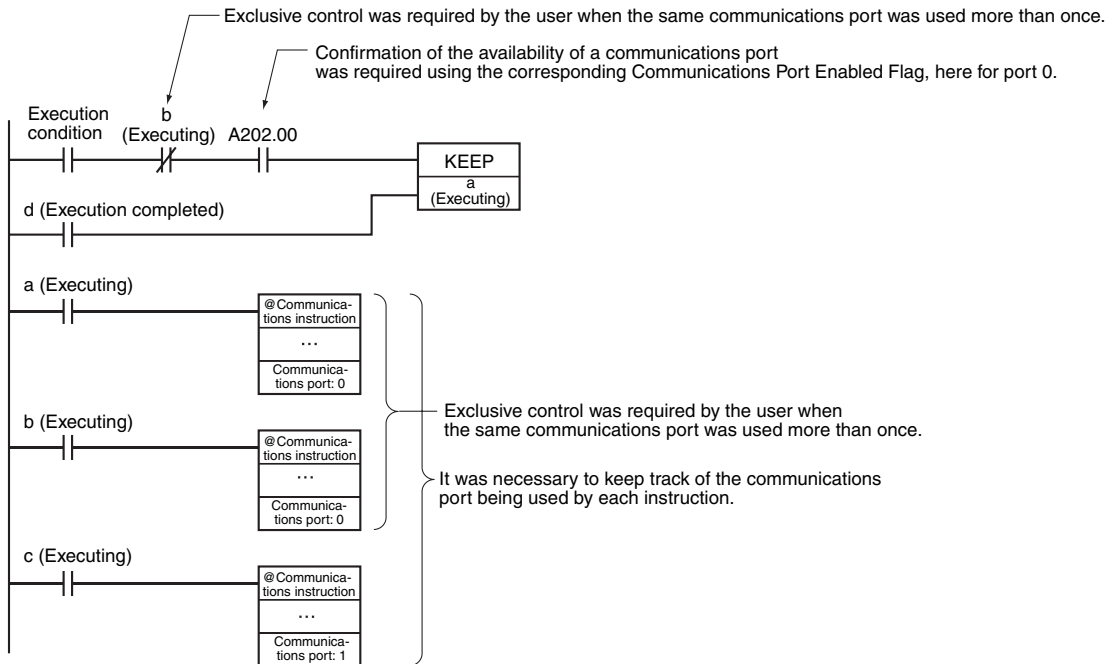 Exclusive control was required by the user when the same communications port was used more than once.
Confirmation of the availability of a communications port
was required using the corresponding Communications Port Enabled Flag, here for port 0.
Execution
condition
b
(Executing)
A202.00
KEEP
a
(Executing)
d (Execution completed)
a (Executing)
@Communica-
tions instruction
...
Communica-
tions port: 0
Exclusive control was required by the user when
the same communications port was used more than once.
b (Executing)
@Communica-
tions instruction
...
Communica-
tions port: 0
It was necessary to keep track of the communications
port being used by each instruction.
c (Executing)
@Communica-
tions instruction
...
Communica-
tions port: 1